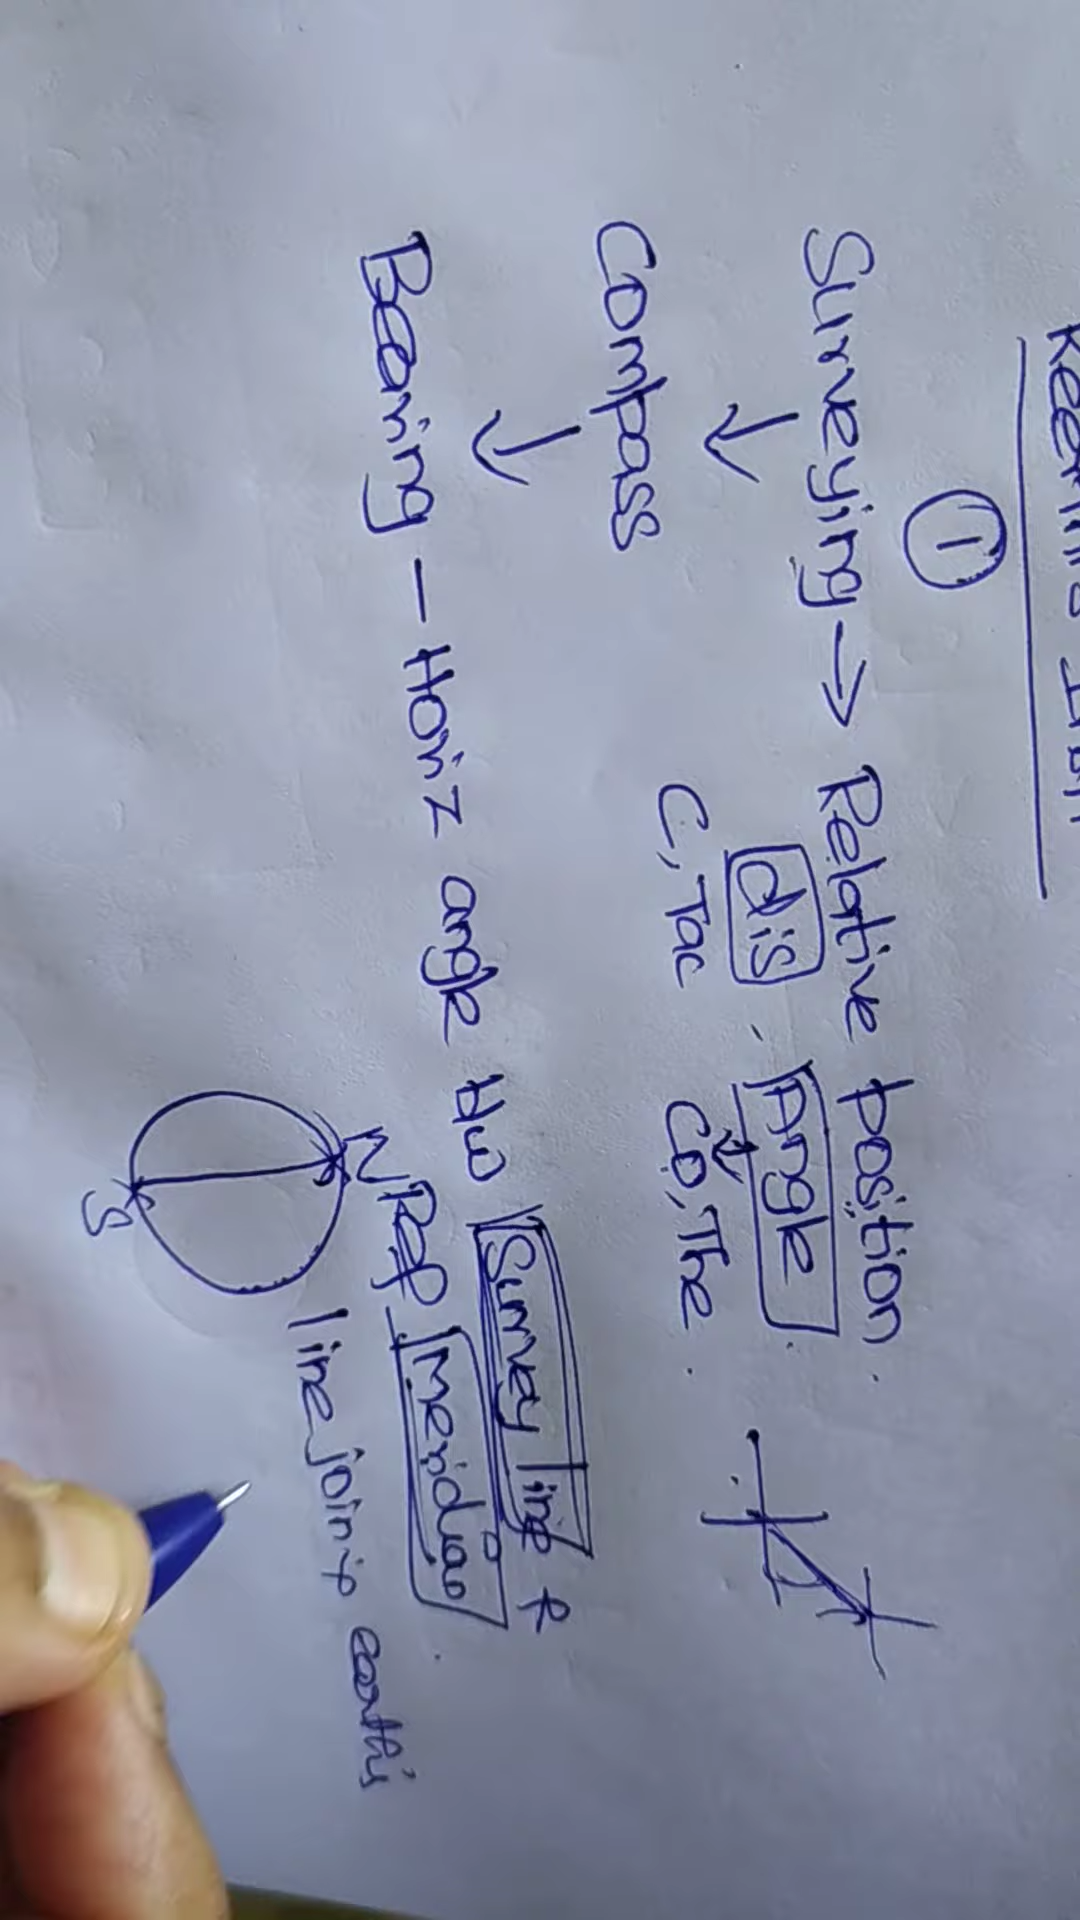 ①
Surveying → Relative position.
dis . Angle.
C, Tac CO, The .
Compass
Bearing – Horiz angle b/w Survey line &
Ref Meridian
N
line joining earth's
S